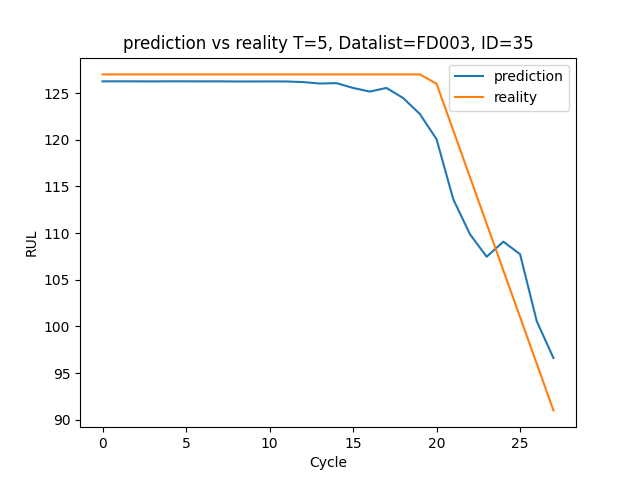 prediction vs reality T=5, Datalist=FD003, ID=35
prediction
reality
125
120
115
110
105
100
95
90
RUL
0 5 10 15 20 25
Cycle